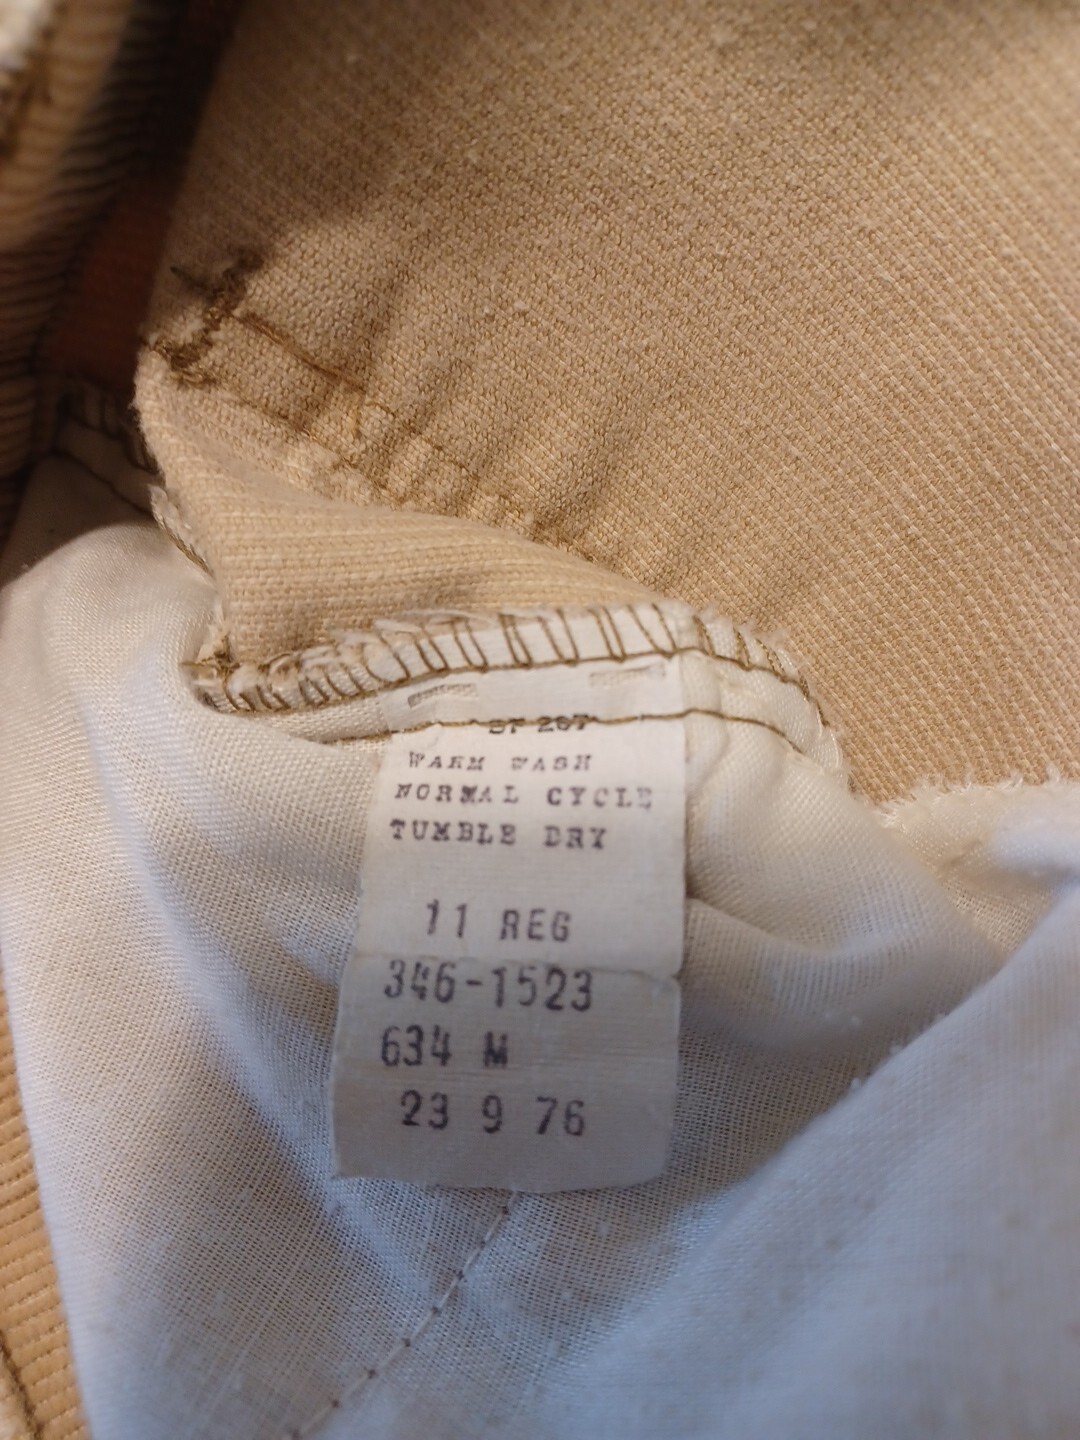 WARM WASH
NORMAL CYCLE
TUMBLE DRY
11 REG
346-1523
634 M
23 9 76